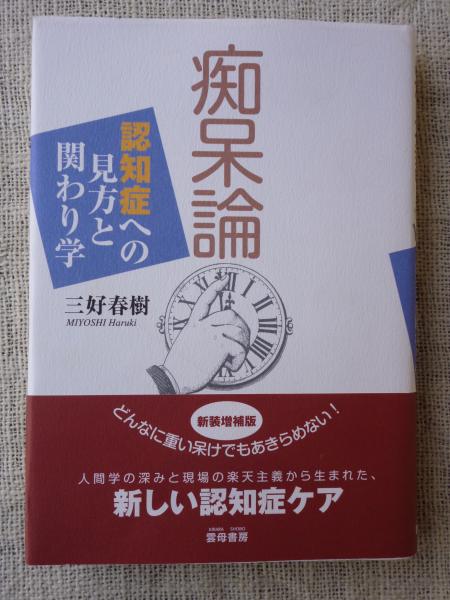 痴呆論
認知症への
見方と
関わり学
三好春樹
MIYOSHI Haruki
新装増補版
どんなに重い呆けでもあきらめない！
人間学の深みと現場の楽天主義から生まれた、
新しい認知症ケア
KIRARA SHOBO
雲母書房